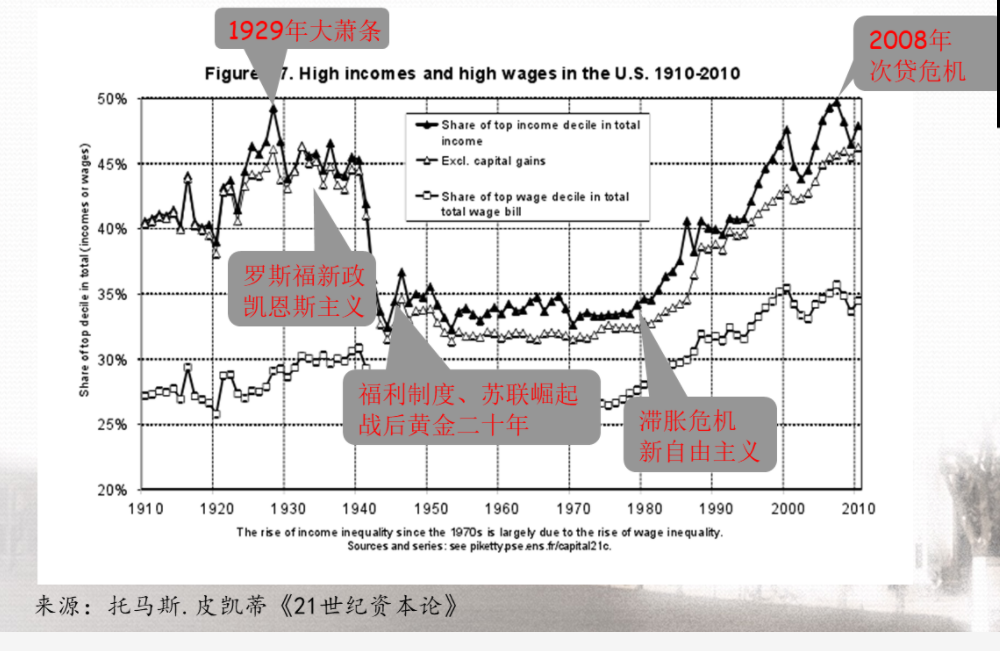 1929年大萧条
2008年
次贷危机
Figure 7. High incomes and high wages in the U.S. 1910-2010
Share of top decile in total (incomes or wages)
50%
45%
40%
35%
30%
25%
20%
Share of top income decile in total
income
Excl. capital gains
Share of top wage decile in total
total wage bill
罗斯福新政
凯恩斯主义
福利制度、苏联崛起
战后黄金二十年
滞胀危机
新自由主义
1910 1920 1930 1940 1950 1960 1970 1980 1990 2000 2010
The rise of income inequality since the 1970s is largely due to the rise of wage inequality.
Sources and series: see piketty.pse.ens.fr/capital21c.
来源：托马斯.皮凯蒂《21世纪资本论》